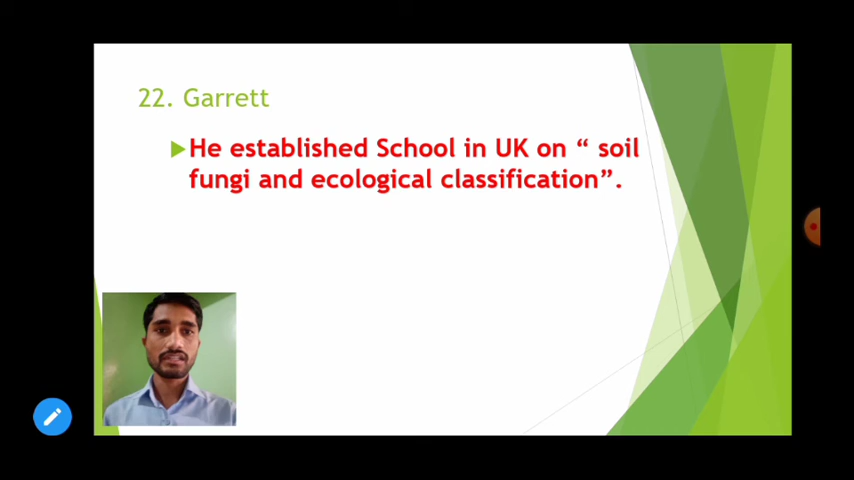 22. Garrett
He established School in UK on “ soil
fungi and ecological classification”.